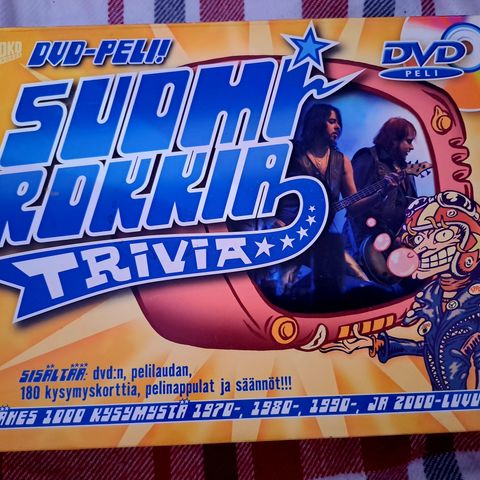 DVD-PELI!
DVD
PELI
SUOMI
ROKKIA
TRIVIA
SISÄLTÄÄ: dvd:n, pelilaudan,
180 kysymyskorttia, pelinappulat ja säännöt!!!
1000 KYSYMYSTÄ 1970-, 1980-, 1990-, JA 2000-LUVU